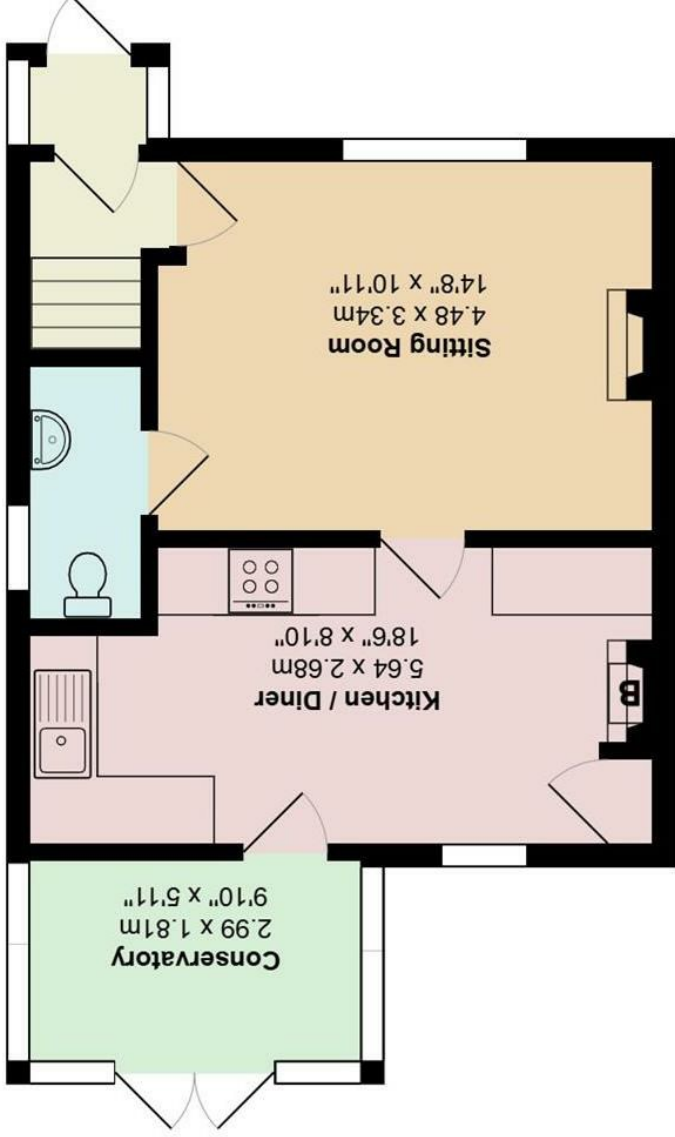 Conservatory
2.99 x 1.81m
9'10" x 5'11"
Kitchen / Diner
5.64 x 2.68m
18'6" x 8'10"
B
Sitting Room
4.48 x 3.34m
14'8" x 10'11"